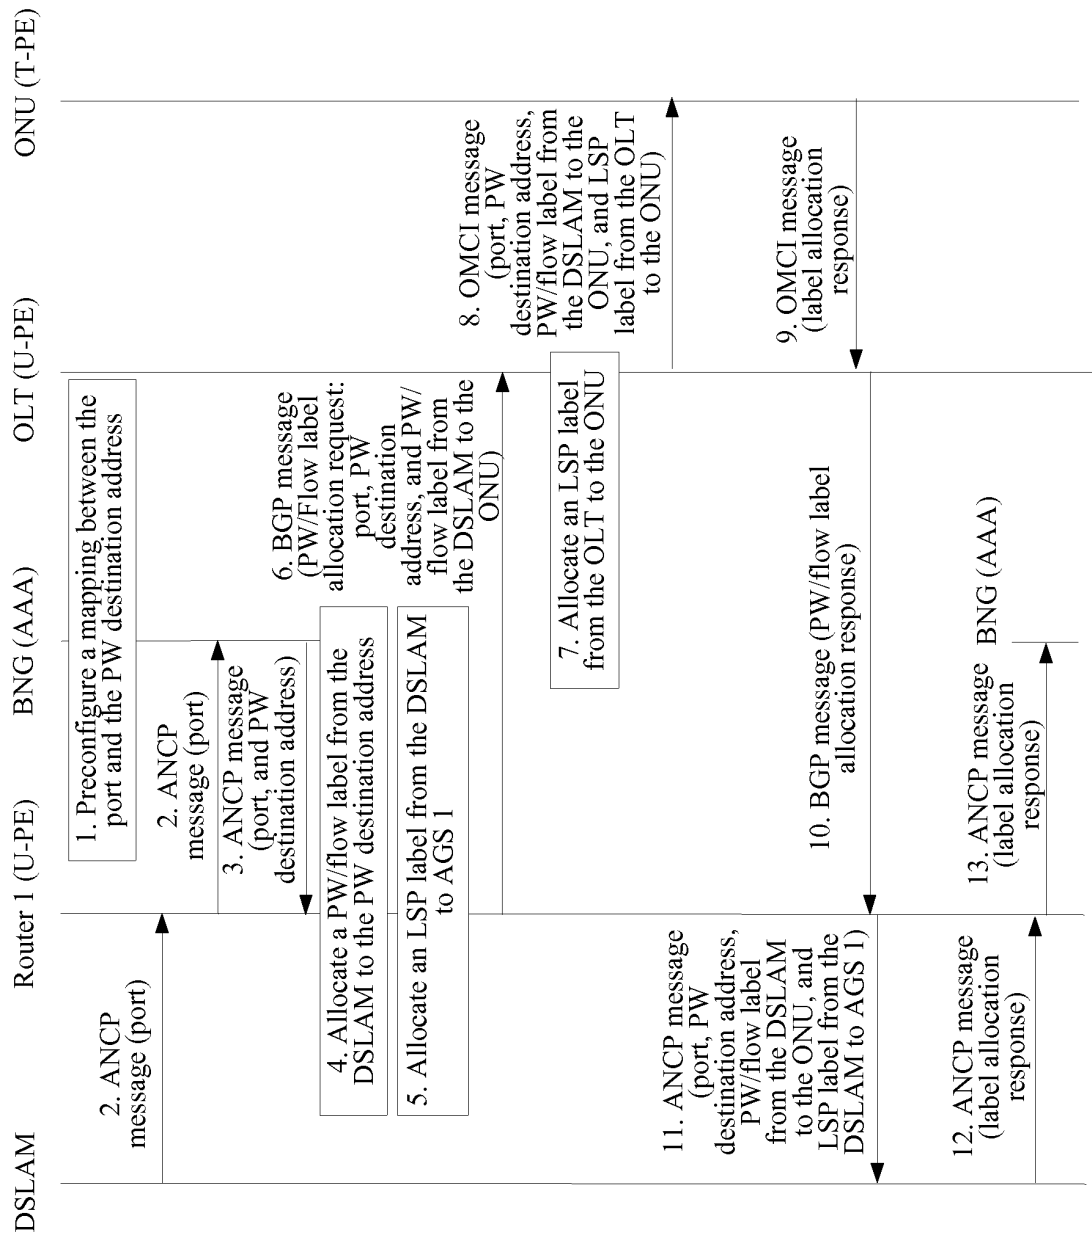 DSLAM
Router 1 (U-PE)
BNG (AAA)
OLT (U-PE)
ONU (T-PE)
1. Preconfigure a mapping between the
port and the PW destination address
2. ANCP
message (port)
2. ANCP
message (port)
3. ANCP message
(port, and PW
destination address)
4. Allocate a PW/flow label from the
DSLAM to the PW destination address
5. Allocate an LSP label from the DSLAM
to AGS 1
6. BGP message
(PW/Flow label
allocation request:
port, PW
destination
address, and PW/
flow label from
the DSLAM to the
ONU)
7. Allocate an LSP label
from the OLT to the ONU
8. OMCI message
(port, PW
destination address,
PW/flow label from
the DSLAM to the
ONU, and LSP
label from the OLT
to the ONU)
9. OMCI message
(label allocation
response)
10. BGP message (PW/flow label
allocation response)
11. ANCP message
(port, PW
destination address,
PW/flow label
from the DSLAM
to the ONU, and
LSP label from the
DSLAM to AGS 1)
12. ANCP message
(label allocation
response)
13. ANCP message
(label allocation
response)
BNG (AAA)